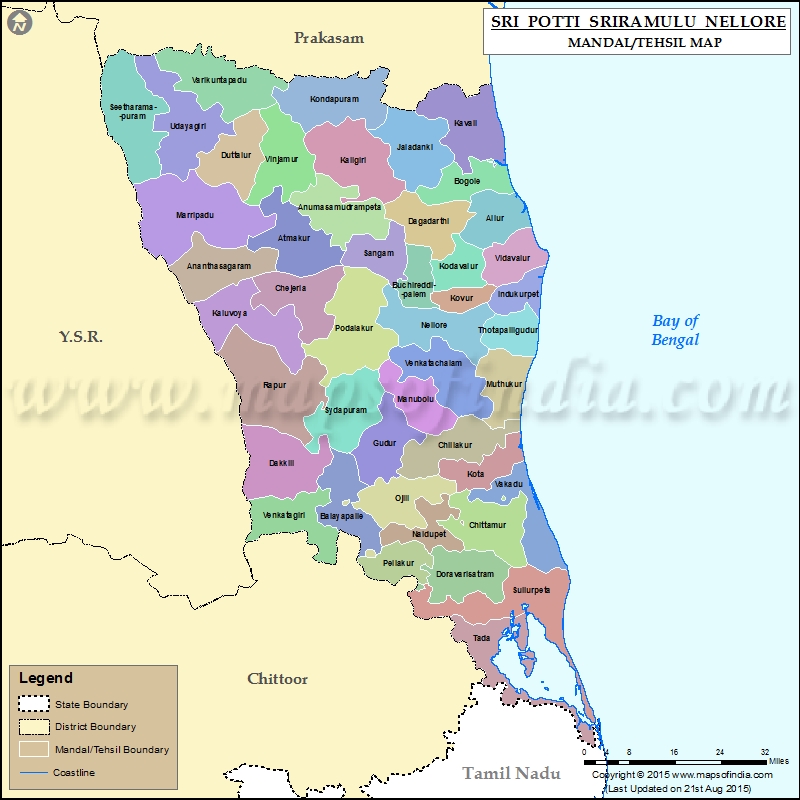 SRI POTTI SRIRAMULU NELLORE
MANDAL/TEHSIL MAP
N
Prakasam
Varikuntapadu
Seetharama-
-puram
Udayagiri
Kondapuram
Kavali
Duttalur
Vinjamur
Kaligiri
Jaladanki
Bogole
Marripadu
Anumasamudrampeta
Dagadarthi
Allur
Atmakur
Sangam
Vidavalur
Ananthasagaram
Kodavalur
Chejerla
Buchireddi-
-palem
Kovur
Indukurpet
Kaluvoya
Podalakur
Nellore
Thotapalligudur
Bay of
Bengal
Y.S.R.
Venkatachalam
Rapur
Muthukur
www.mapsofindia.com
Sydapuram
Manubolu
Gudur
Chillakur
Dakkili
Kota
Vakadu
Ojili
Venkatagiri
Balayapalle
Chittamur
Naidupet
Pellakur
Doravarisatram
Sullurpeta
Tada
Chittoor
Tamil Nadu
Legend
State Boundary
District Boundary
Mandal/Tehsil Boundary
Coastline
0 4 8 16 24 32
Miles
Copyright © 2015 www.mapsofindia.com
(Last Updated on 21st Aug 2015)